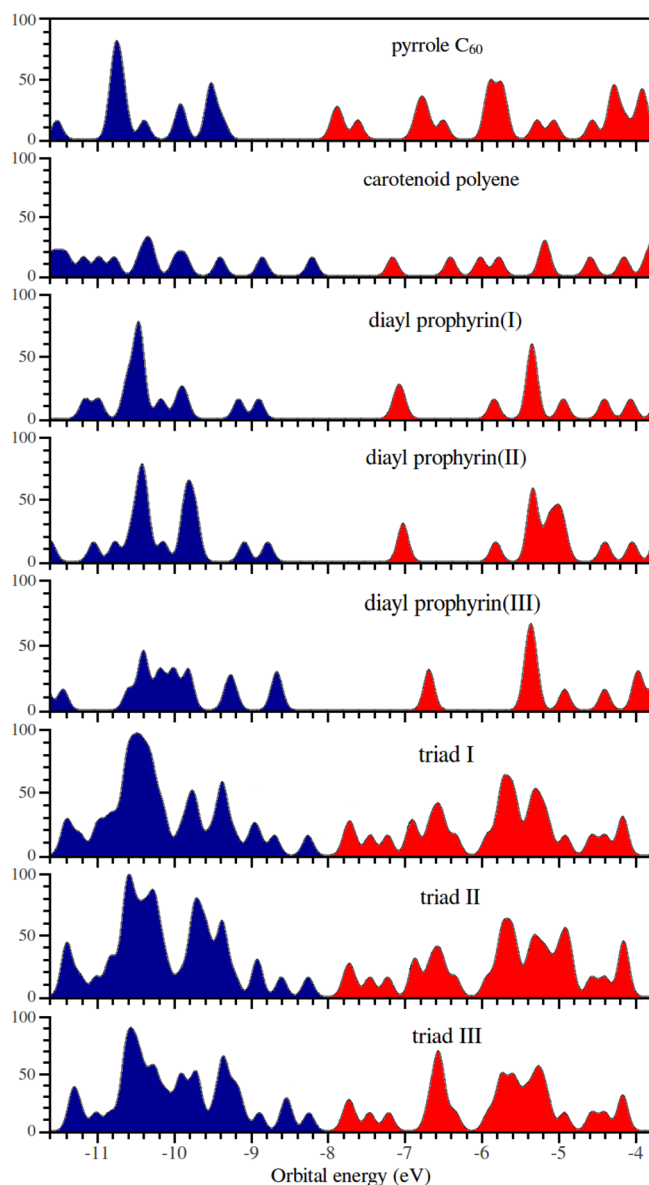 100
pyrrole C₆₀
50
0
100
carotenoid polyene
50
0
100
diayl prophyrin(I)
50
0
100
diayl prophyrin(II)
50
0
100
diayl prophyrin(III)
50
0
100
triad I
50
0
100
triad II
50
0
100
triad III
50
0
-11 -10 -9 -8 -7 -6 -5 -4
Orbital energy (eV)